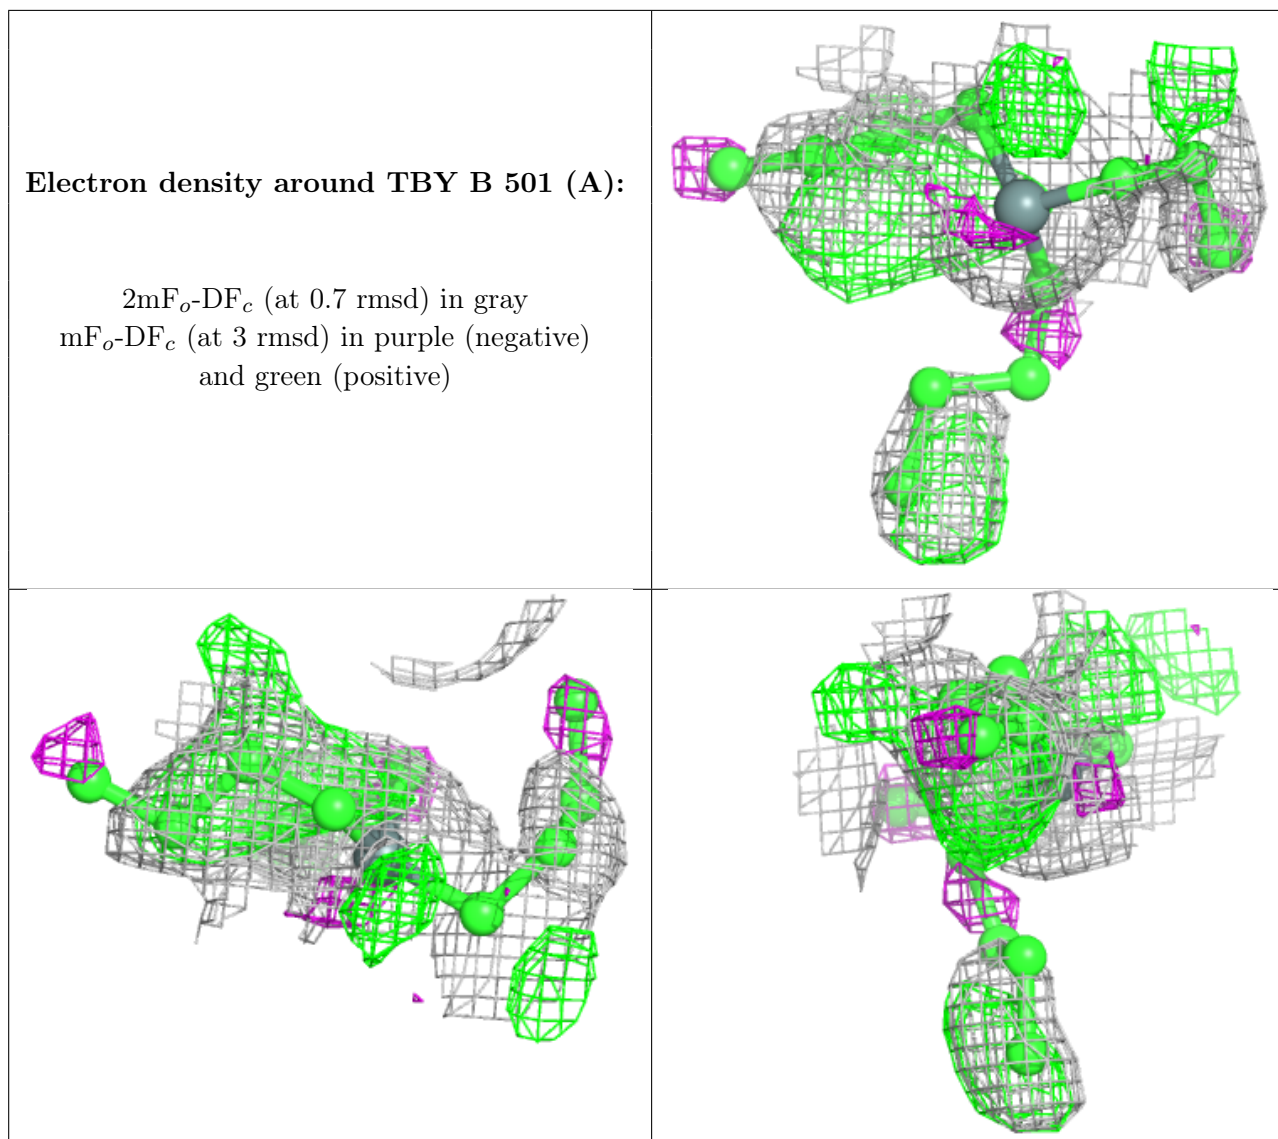 Electron density around TBY B 501 (A):
2mFo-DFc (at 0.7 rmsd) in gray
mFo-DFc (at 3 rmsd) in purple (negative)
and green (positive)